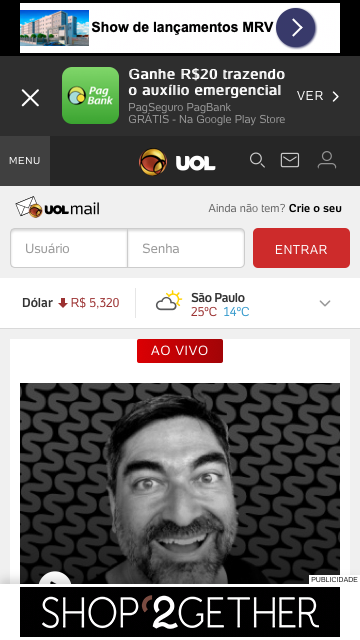 Show de lançamentos MRV
Ganhe R$20 trazendo
o auxílio emergencial
PagSeguro PagBank
GRÁTIS - Na Google Play Store
VER
Pag
Bank
MENU
UOL
UOL mail
Ainda não tem? Crie o seu
Usuário
Senha
ENTRAR
Dólar R$ 5,320
São Paulo
25°C 14°C
AO VIVO
PUBLICIDADE
SHOP2GETHER